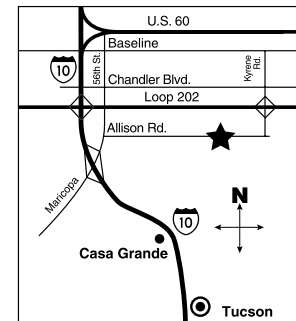 U.S. 60
Baseline
10
56th St.
Kyrene
Rd.
Chandler Blvd.
Loop 202
Allison Rd.
Maricopa
N
10
Casa Grande
Tucson